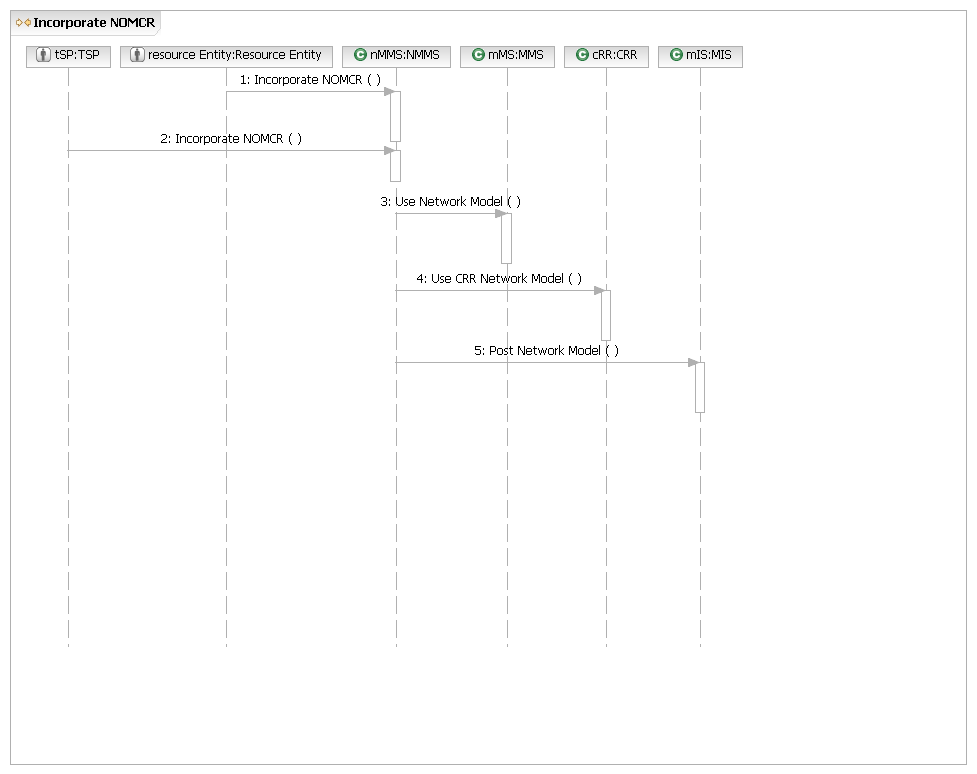 Incorporate NOMCR
tSP:TSP
resource Entity:Resource Entity
nMMS:NMMS
mMS:MMS
cRR:CRR
mIS:MIS
1: Incorporate NOMCR ( )
2: Incorporate NOMCR ( )
3: Use Network Model ( )
4: Use CRR Network Model ( )
5: Post Network Model ( )